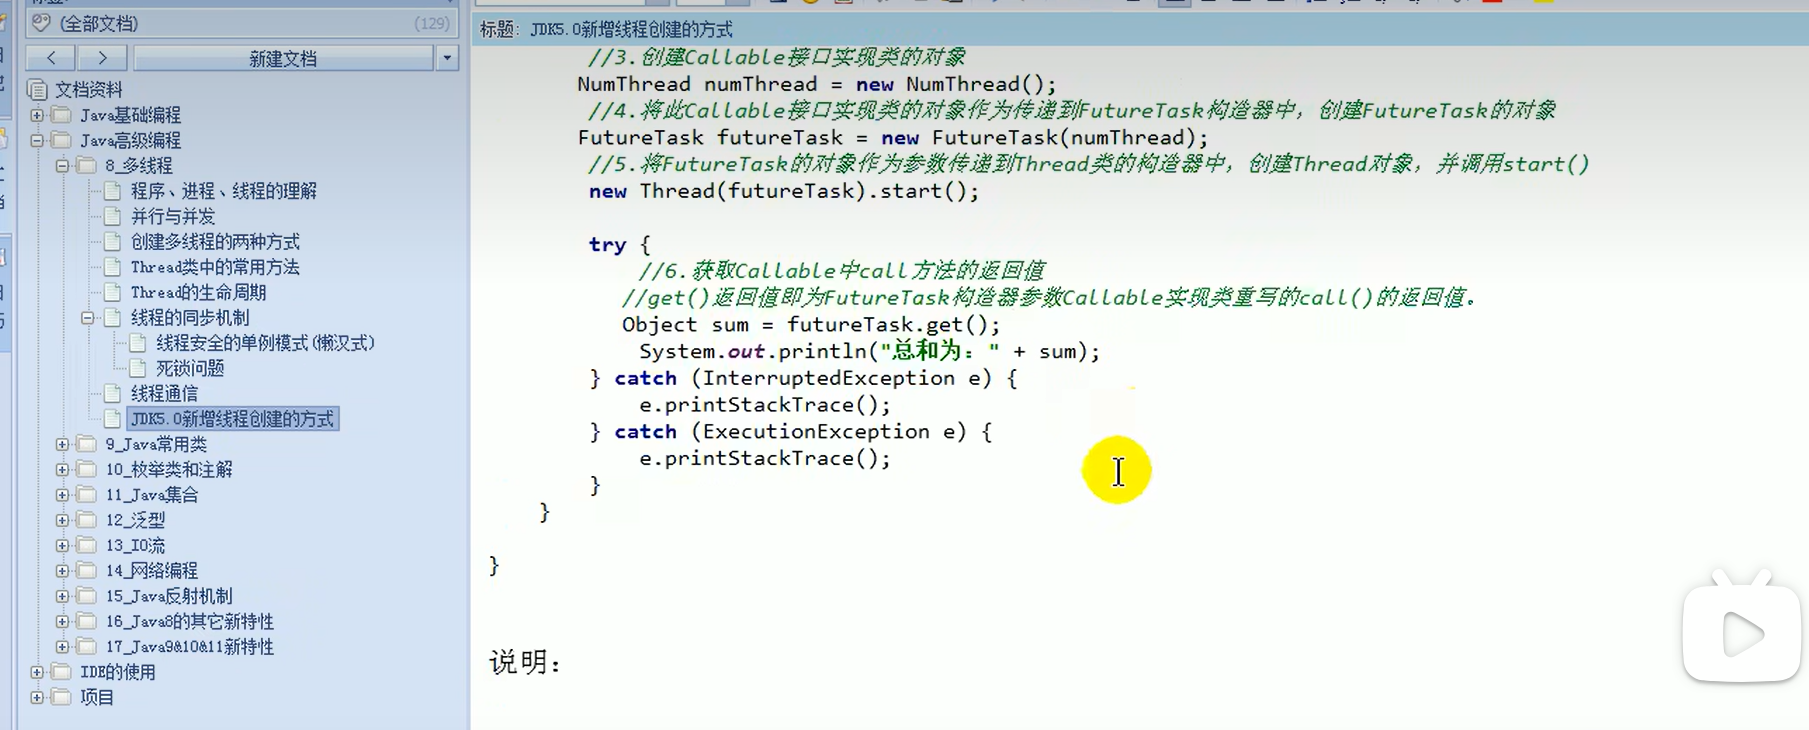 (全部文档)
(129)
新建文档
文档资料
Java基础编程
Java高级编程
8_多线程
程序、进程、线程的理解
并行与并发
创建多线程的两种方式
Thread类中的常用方法
Thread的生命周期
线程的同步机制
线程安全的单例模式(懒汉式)
死锁问题
线程通信
JDK5.0新增线程创建的方式
9_Java常用类
10_枚举类和注解
11_Java集合
12_泛型
13_IO流
14_网络编程
15_Java反射机制
16_Java8的其它新特性
17_Java9&10&11新特性
IDE的使用
项目
标题: JDK5.0新增线程创建的方式
//3.创建Callable接口实现类的对象
NumThread numThread = new NumThread();
//4.将此Callable接口实现类的对象作为传递到FutureTask构造器中，创建FutureTask的对象
FutureTask futureTask = new FutureTask(numThread);
//5.将FutureTask的对象作为参数传递到Thread类的构造器中，创建Thread对象，并调用start()
new Thread(futureTask).start();
try {
//6.获取Callable中call方法的返回值
//get()返回值即为FutureTask构造器参数Callable实现类重写的call()的返回值。
Object sum = futureTask.get();
System.out.println("总和为：" + sum);
} catch (InterruptedException e) {
e.printStackTrace();
} catch (ExecutionException e) {
e.printStackTrace();
}
}
}
说明：